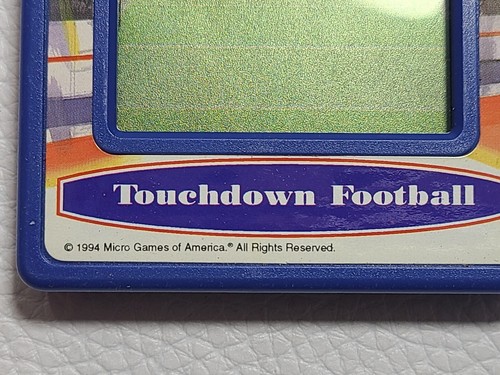 Touchdown Football
© 1994 Micro Games of America.® All Rights Reserved.